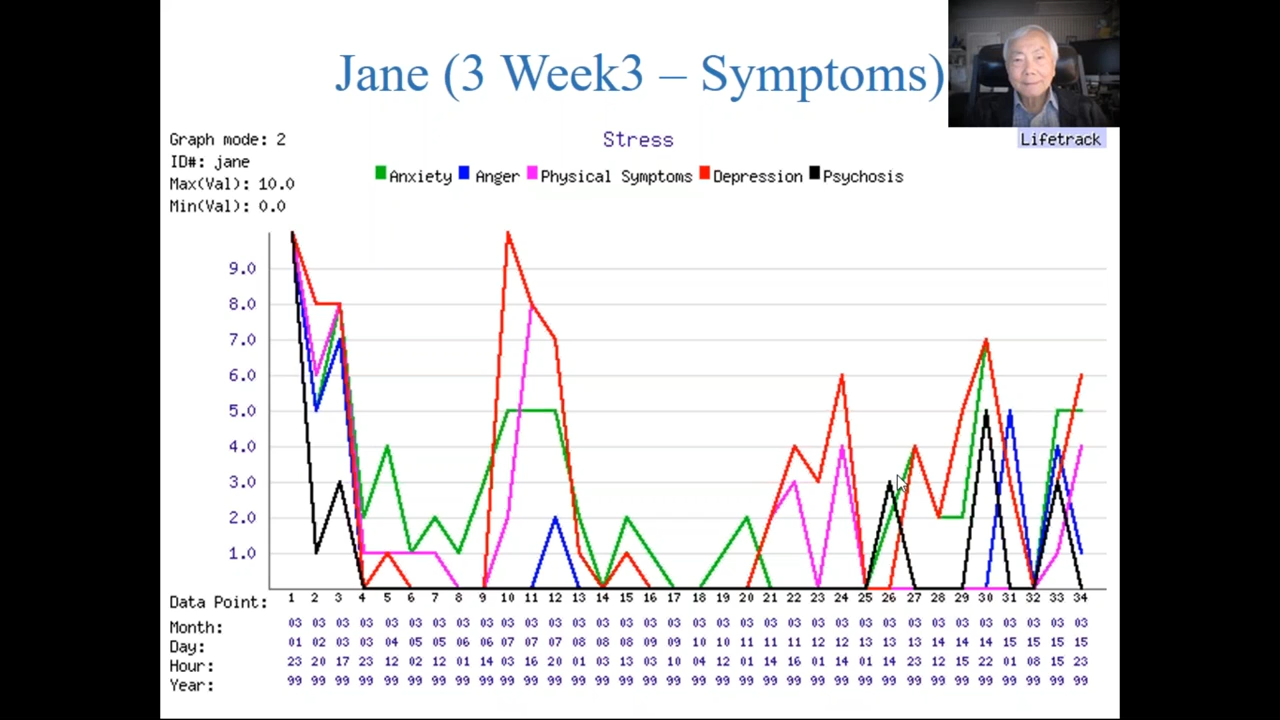 Jane (3 Week3 – Symptoms)
Graph mode: 2
Stress
Lifetrack
ID#: jane
Max(Val): 10.0
Min(Val): 0.0
Anxiety Anger Physical Symptoms Depression Psychosis
9.0
8.0
7.0
6.0
5.0
4.0
3.0
2.0
1.0
Data Point: 1 2 3 4 5 6 7 8 9 10 11 12 13 14 15 16 17 18 19 20 21 22 23 24 25 26 27 28 29 30 31 32 33 34
Month: 03 03 03 03 03 03 03 03 03 03 03 03 03 03 03 03 03 03 03 03 03 03 03 03 03 03 03 03 03 03 03 03 03 03
Day: 01 02 03 03 04 05 05 06 06 07 07 07 08 08 08 09 09 10 10 11 11 11 12 12 13 13 13 14 14 14 15 15 15 15
Hour: 23 20 17 23 12 02 12 01 14 03 16 20 01 03 13 03 10 04 12 01 14 16 01 14 01 14 23 12 15 22 01 08 15 23
Year: 99 99 99 99 99 99 99 99 99 99 99 99 99 99 99 99 99 99 99 99 99 99 99 99 99 99 99 99 99 99 99 99 99 99